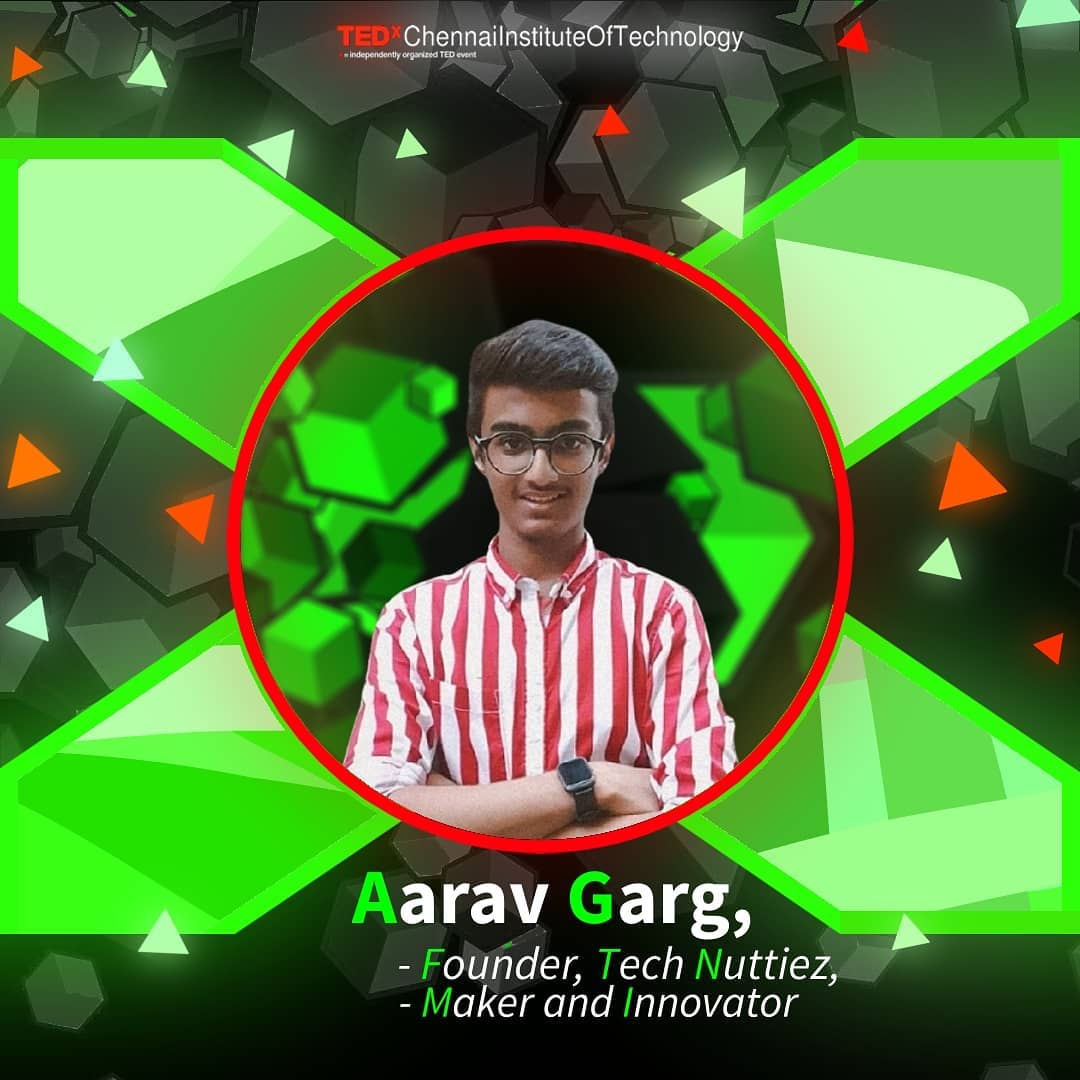 TEDxChennaiInstituteOfTechnology
= independently organized TED event
Aarav Garg,
- Founder, Tech Nuttiez,
- Maker and Innovator